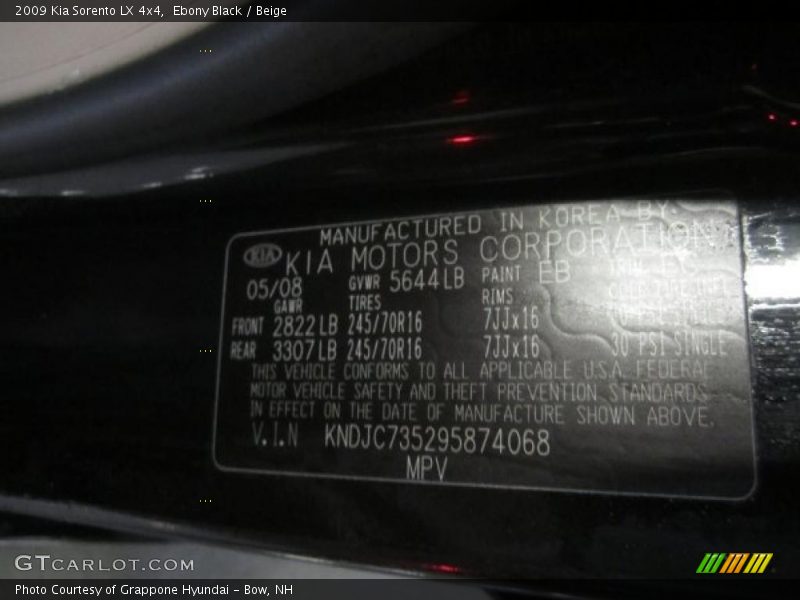 2009 Kia Sorento LX 4x4, Ebony Black / Beige
MANUFACTURED IN KOREA BY:
KIA KIA MOTORS CORPORATION
05/08 GVWR 5644LB PAINT EB
GAWR TIRES RIMS
FRONT 2822LB 245/70R16 7JJx16
REAR 3307LB 245/70R16 7JJx16 30 PSI SINGLE
THIS VEHICLE CONFORMS TO ALL APPLICABLE U.S.A. FEDERAL
MOTOR VEHICLE SAFETY AND THEFT PREVENTION STANDARDS
IN EFFECT ON THE DATE OF MANUFACTURE SHOWN ABOVE.
V.I.N KNDJC735295874068
MPV
GTCARLOT.COM
Photo Courtesy of Grappone Hyundai - Bow, NH